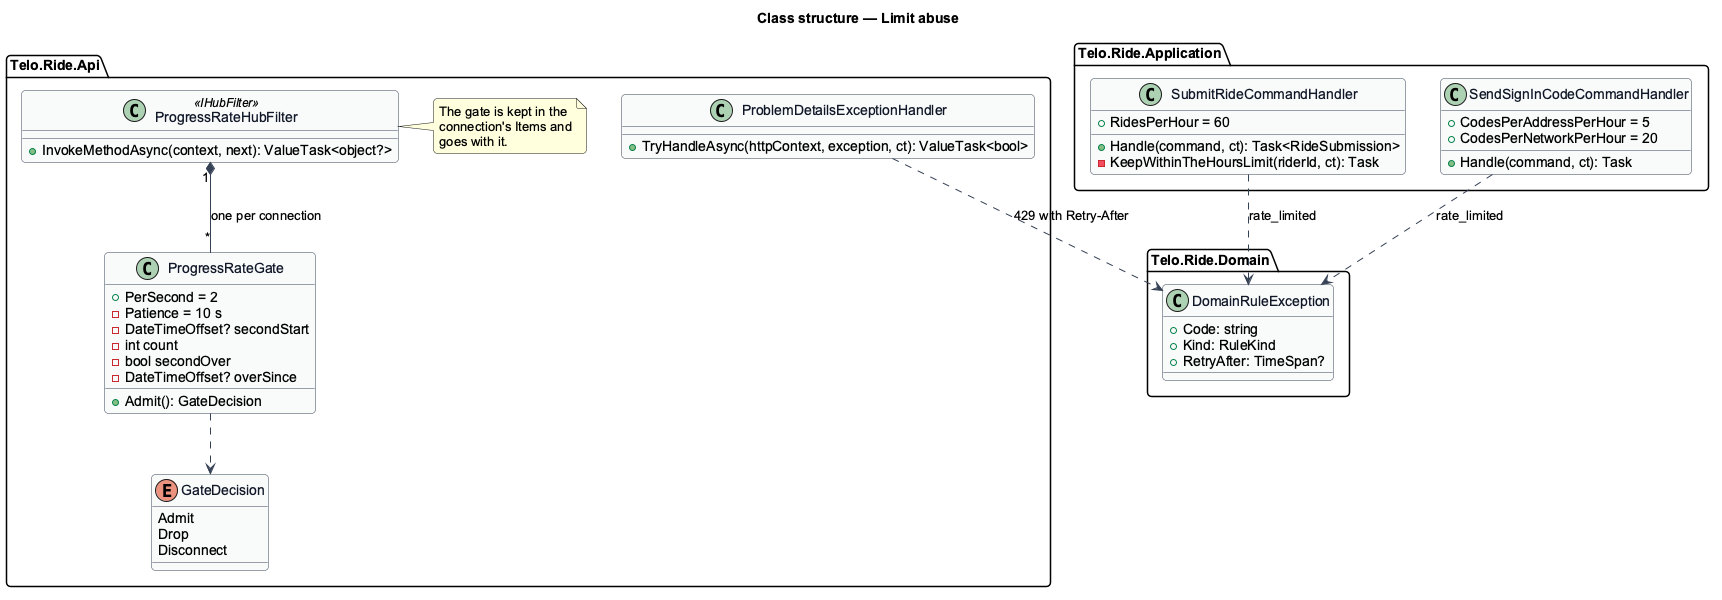 Class structure — Limit abuse
Telo.Ride.Api
C
«IHubFilter»
ProgressRateHubFilter
InvokeMethodAsync(context, next): ValueTask<object?>
The gate is kept in the
connection's Items and
goes with it.
C ProblemDetailsExceptionHandler
TryHandleAsync(httpContext, exception, ct): ValueTask<bool>
1
one per connection
*
C ProgressRateGate
PerSecond = 2
Patience = 10 s
DateTimeOffset? secondStart
int count
bool secondOver
DateTimeOffset? overSince
Admit(): GateDecision
E GateDecision
Admit
Drop
Disconnect
Telo.Ride.Application
C SubmitRideCommandHandler
RidesPerHour = 60
Handle(command, ct): Task<RideSubmission>
KeepWithinTheHoursLimit(riderId, ct): Task
C SendSignInCodeCommandHandler
CodesPerAddressPerHour = 5
CodesPerNetworkPerHour = 20
Handle(command, ct): Task
429 with Retry-After
rate_limited
rate_limited
Telo.Ride.Domain
C DomainRuleException
Code: string
Kind: RuleKind
RetryAfter: TimeSpan?